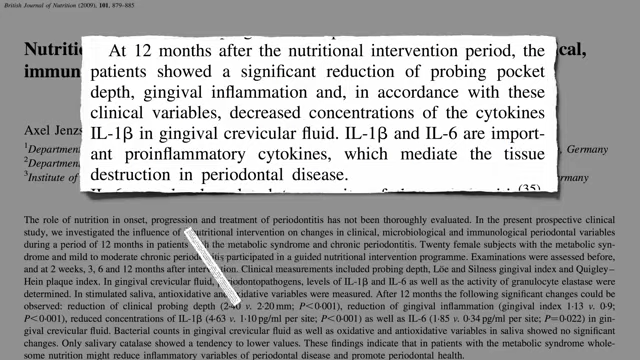 British Journal of Nutrition (2009), 101, 879–885
Nutritio
cal,
immun
At 12 months after the nutritional intervention period, the
patients showed a significant reduction of probing pocket
depth, gingival inflammation and, in accordance with these
clinical variables, decreased concentrations of the cytokines
IL-1β in gingival crevicular fluid. IL-1β and IL-6 are import-
ant proinflammatory cytokines, which mediate the tissue
destruction in periodontal disease.
(35)
Axel Jenzs
1Departmen
, Germany
2Departmen
3Institute of
ermany
The role of nutrition in onset, progression and treatment of periodontitis has not been thoroughly evaluated. In the present prospective clinical
study, we investigated the influence of nutritional intervention on changes in clinical, microbiological and immunological periodontal variables
during a period of 12 months in patients with the metabolic syndrome and chronic periodontitis. Twenty female subjects with the metabolic syn-
drome and mild to moderate chronic periodontitis participated in a guided nutritional intervention programme. Examinations were assessed before,
and at 2 weeks, 3, 6 and 12 months after intervention. Clinical measurements included probing depth, Löe and Silness gingival index and Quigley–
Hein plaque index. In gingival crevicular fluid, periodontopathogens, levels of IL-1β and IL-6 as well as the activity of granulocyte elastase were
determined. In stimulated saliva, antioxidative and oxidative variables were measured. After 12 months the following significant changes could be
observed: reduction of clinical probing depth (2·40 v. 2·20 mm; P<0·001), reduction of gingival inflammation (gingival index 1·13 v. 0·9;
P<0·001), reduced concentrations of IL-1β (4·63 v. 1·10 pg/ml per site; P<0·001) as well as IL-6 (1·85 v. 0·34 pg/ml per site; P=0·022) in gin-
gival crevicular fluid. Bacterial counts in gingival crevicular fluid as well as oxidative and antioxidative variables in saliva showed no significant
changes. Only salivary catalase showed a tendency to lower values. These findings indicate that in patients with the metabolic syndrome whole-
some nutrition might reduce inflammatory variables of periodontal disease and promote periodontal health.